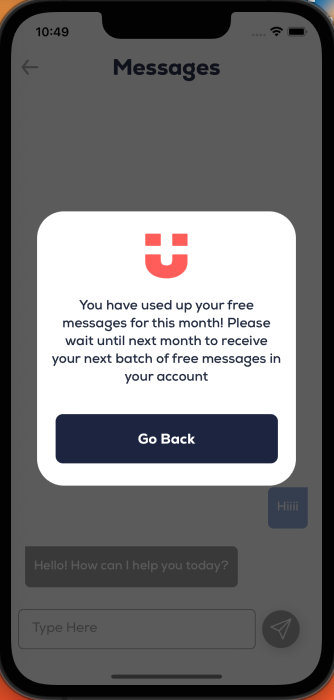 10:49
Messages
You have used up your free
messages for this month! Please
wait until next month to receive
your next batch of free messages in
your account
Go Back
Hiiii
Hello! How can I help you today?
Type Here